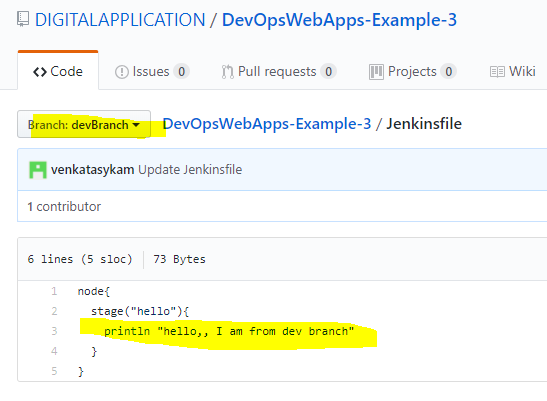 DIGITALAPPLICATION / DevOpsWebApps-Example-3
Code Issues 0 Pull requests 0 Projects 0 Wiki
Branch: devBranch DevOpsWebApps-Example-3 / Jenkinsfile
venkatasykam Update Jenkinsfile
1 contributor
6 lines (5 sloc) 73 Bytes
1 node{
2 stage("hello"){
3 println "hello,, I am from dev branch"
4 }
5 }